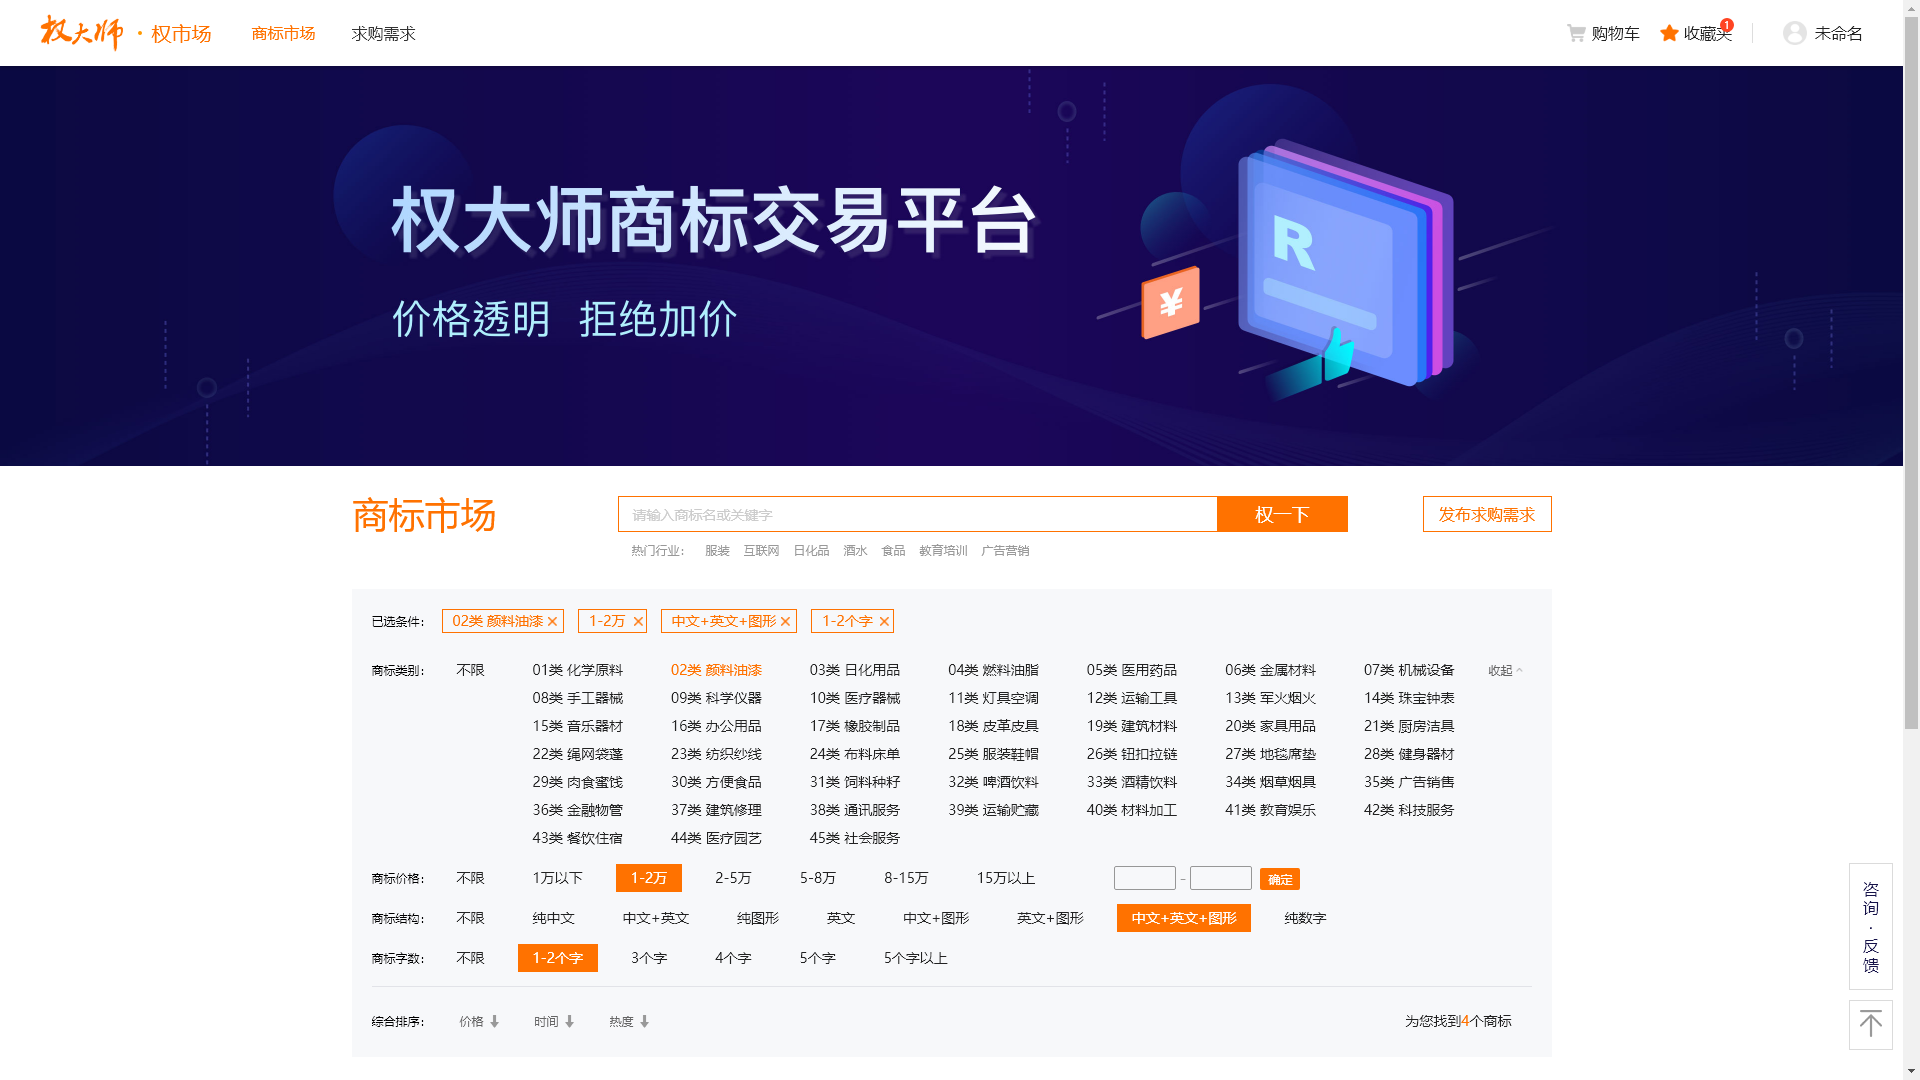 权大师 · 权市场 商标市场 求购需求 购物车 收藏夹 1 未命名
权大师商标交易平台
价格透明 拒绝加价
R
¥
商标市场 请输入商标名或关键字 权一下 发布求购需求
热门行业： 服装 互联网 日化品 酒水 食品 教育培训 广告营销
已选条件： 02类 颜料油漆 1-2万 中文+英文+图形 1-2个字
商标类别： 不限 01类 化学原料 02类 颜料油漆 03类 日化用品 04类 燃料油脂 05类 医用药品 06类 金属材料 07类 机械设备 收起
08类 手工器械 09类 科学仪器 10类 医疗器械 11类 灯具空调 12类 运输工具 13类 军火烟火 14类 珠宝钟表
15类 音乐器材 16类 办公用品 17类 橡胶制品 18类 皮革皮具 19类 建筑材料 20类 家具用品 21类 厨房洁具
22类 绳网袋蓬 23类 纺织纱线 24类 布料床单 25类 服装鞋帽 26类 钮扣拉链 27类 地毯席垫 28类 健身器材
29类 肉食蜜饯 30类 方便食品 31类 饲料种籽 32类 啤酒饮料 33类 酒精饮料 34类 烟草烟具 35类 广告销售
36类 金融物管 37类 建筑修理 38类 通讯服务 39类 运输贮藏 40类 材料加工 41类 教育娱乐 42类 科技服务
43类 餐饮住宿 44类 医疗园艺 45类 社会服务
商标价格： 不限 1万以下 1-2万 2-5万 5-8万 8-15万 15万以上 - 确定
商标结构： 不限 纯中文 中文+英文 纯图形 英文 中文+图形 英文+图形 中文+英文+图形 纯数字
商标字数： 不限 1-2个字 3个字 4个字 5个字 5个字以上
综合排序： 价格 时间 热度 为您找到4个商标
咨询·反馈